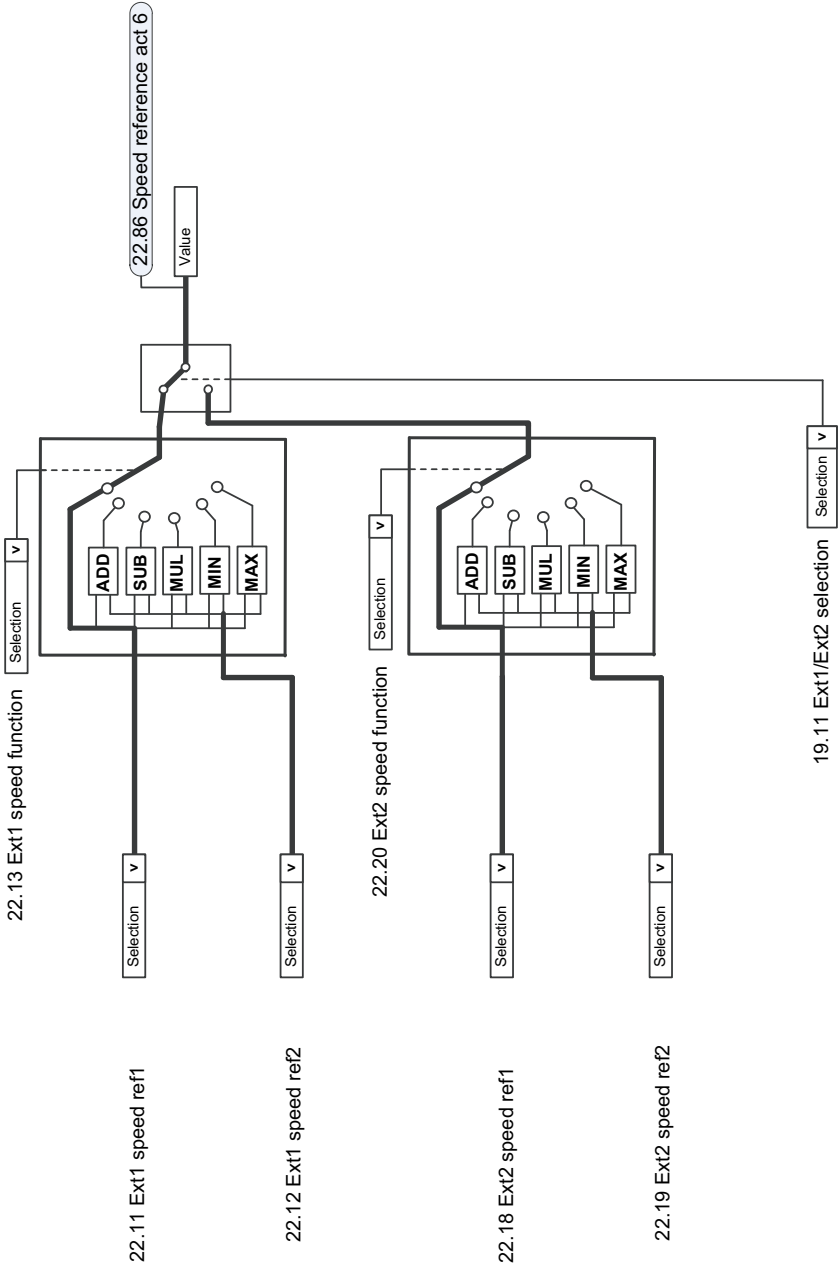 22.13 Ext1 speed function
Selection v
22.11 Ext1 speed ref1
Selection v
22.12 Ext1 speed ref2
Selection v
ADD
SUB
MUL
MIN
MAX
22.86 Speed reference act 6
Value
22.20 Ext2 speed function
Selection v
22.18 Ext2 speed ref1
Selection v
22.19 Ext2 speed ref2
Selection v
ADD
SUB
MUL
MIN
MAX
19.11 Ext1/Ext2 selection
Selection v